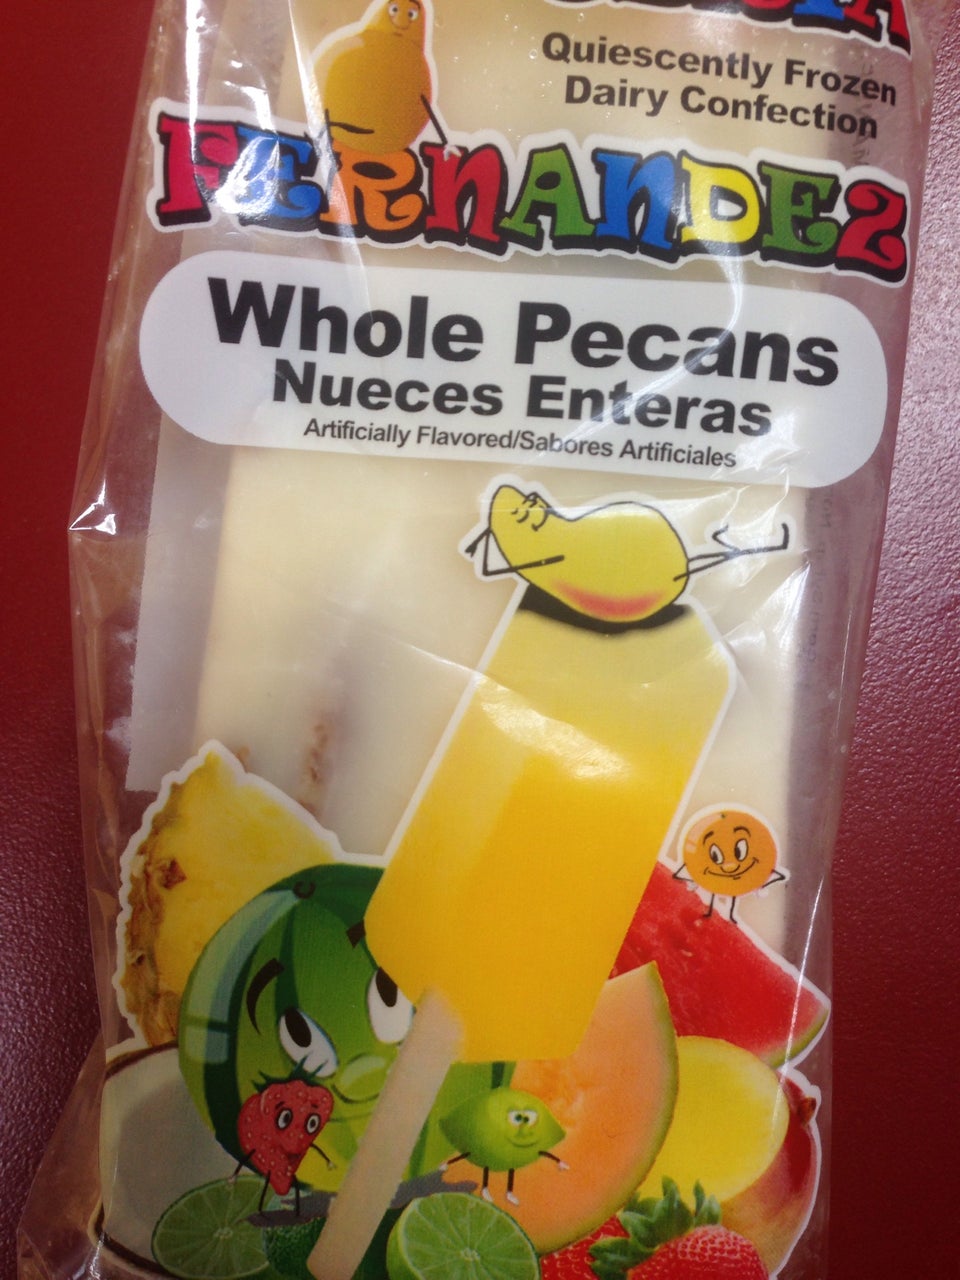 Quiescently Frozen
Dairy Confection
FERNANDEZ
Whole Pecans
Nueces Enteras
Artificially Flavored/Sabores Artificiales